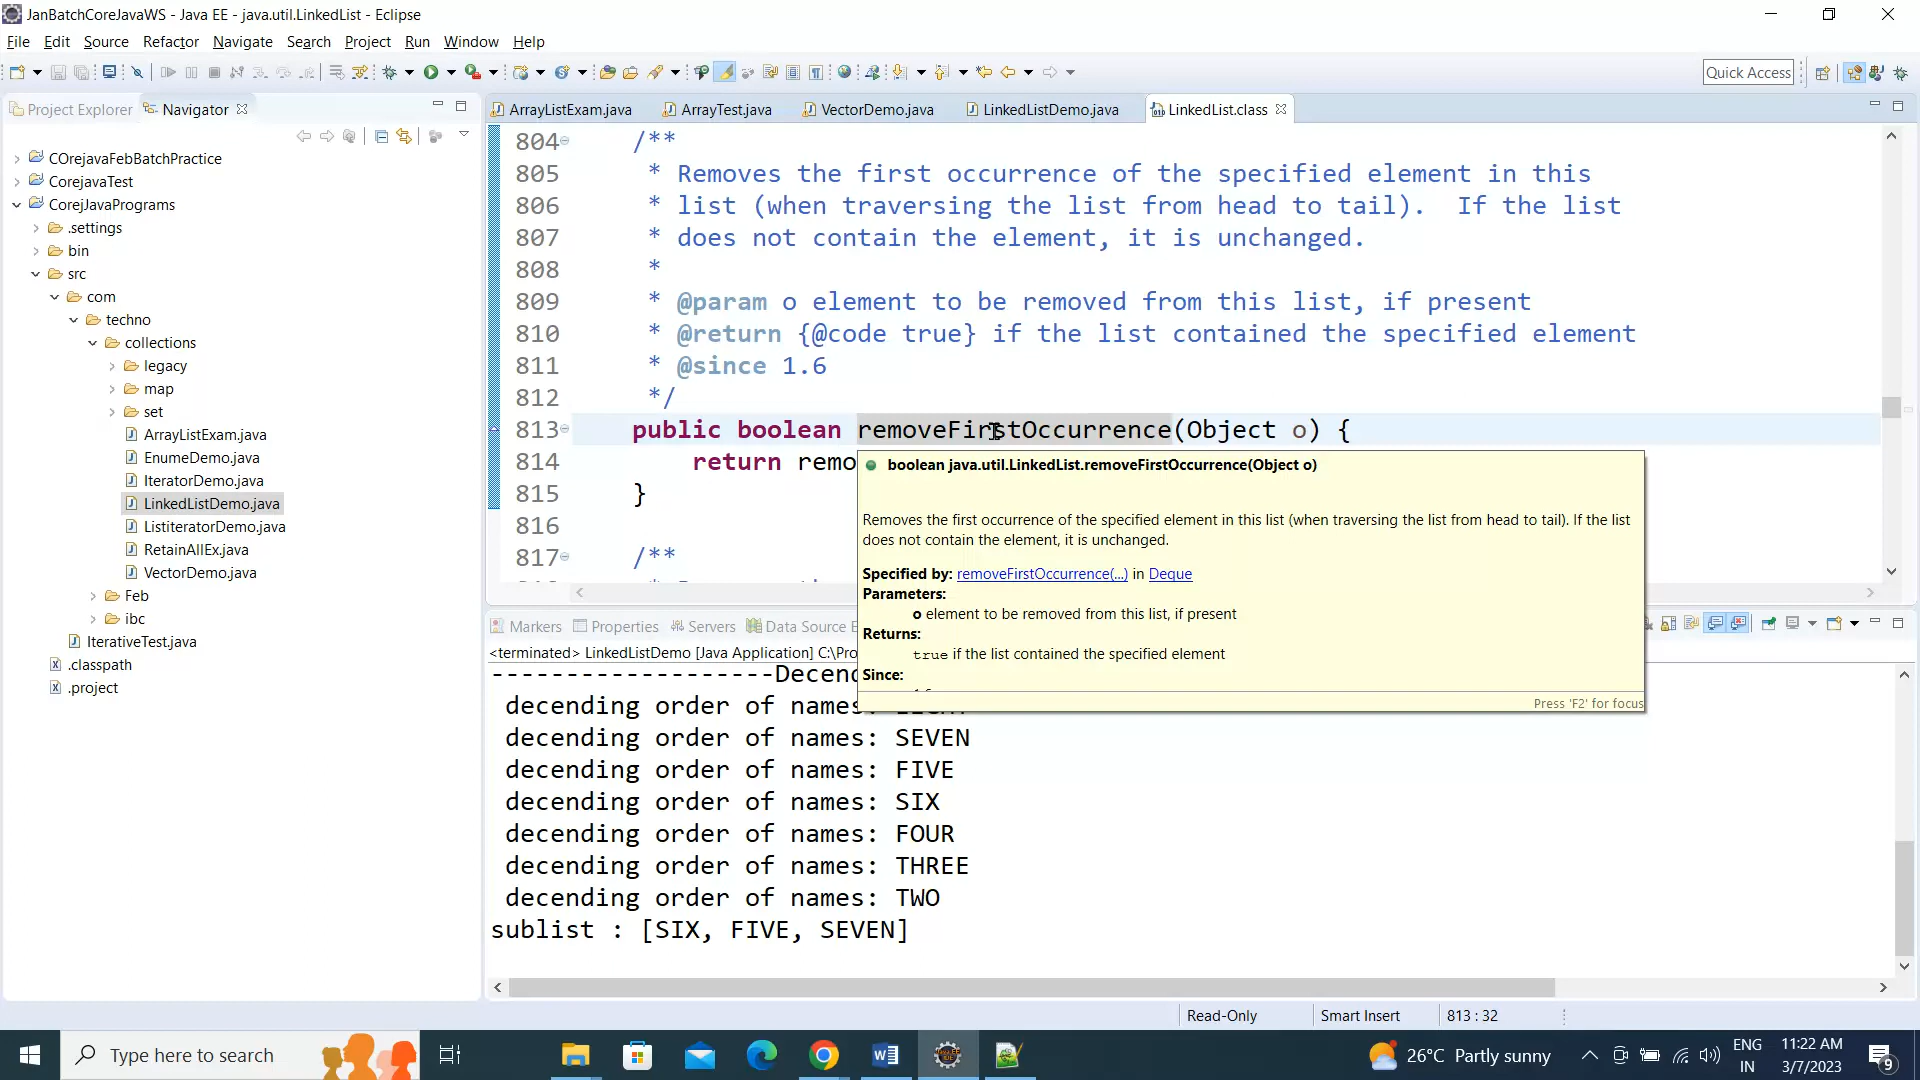 JanBatchCoreJavaWS - Java EE - java.util.LinkedList - Eclipse
File Edit Source Refactor Navigate Search Project Run Window Help
Quick Access
Project Explorer Navigator
COrejavaFebBatchPractice
CorejavaTest
CorejJavaPrograms
.settings
bin
src
com
techno
collections
legacy
map
set
ArrayListExam.java
EnumeDemo.java
IteratorDemo.java
LinkedListDemo.java
ListiteratorDemo.java
RetainAllEx.java
VectorDemo.java
Feb
ibc
IterativeTest.java
.classpath
.project
ArrayListExam.java ArrayTest.java VectorDemo.java LinkedListDemo.java LinkedList.class
804 /**
805 * Removes the first occurrence of the specified element in this
806 * list (when traversing the list from head to tail). If the list
807 * does not contain the element, it is unchanged.
808 *
809 * @param o element to be removed from this list, if present
810 * @return {@code true} if the list contained the specified element
811 * @since 1.6
812 */
813 public boolean removeFirstOccurrence(Object o) {
814 return remo
815 }
816
817 /**
boolean java.util.LinkedList.removeFirstOccurrence(Object o)
Removes the first occurrence of the specified element in this list (when traversing the list from head to tail). If the list
does not contain the element, it is unchanged.
Specified by: removeFirstOccurrence(...) in Deque
Parameters:
o element to be removed from this list, if present
Returns:
true if the list contained the specified element
Since:
Press 'F2' for focus
Markers Properties Servers Data Source E
<terminated> LinkedListDemo [Java Application] C:\Pro
-------------------Decen
decending order of names:
decending order of names: SEVEN
decending order of names: FIVE
decending order of names: SIX
decending order of names: FOUR
decending order of names: THREE
decending order of names: TWO
sublist : [SIX, FIVE, SEVEN]
Read-Only Smart Insert 813 : 32
Type here to search
26°C Partly sunny
ENG
IN
11:22 AM
3/7/2023
9